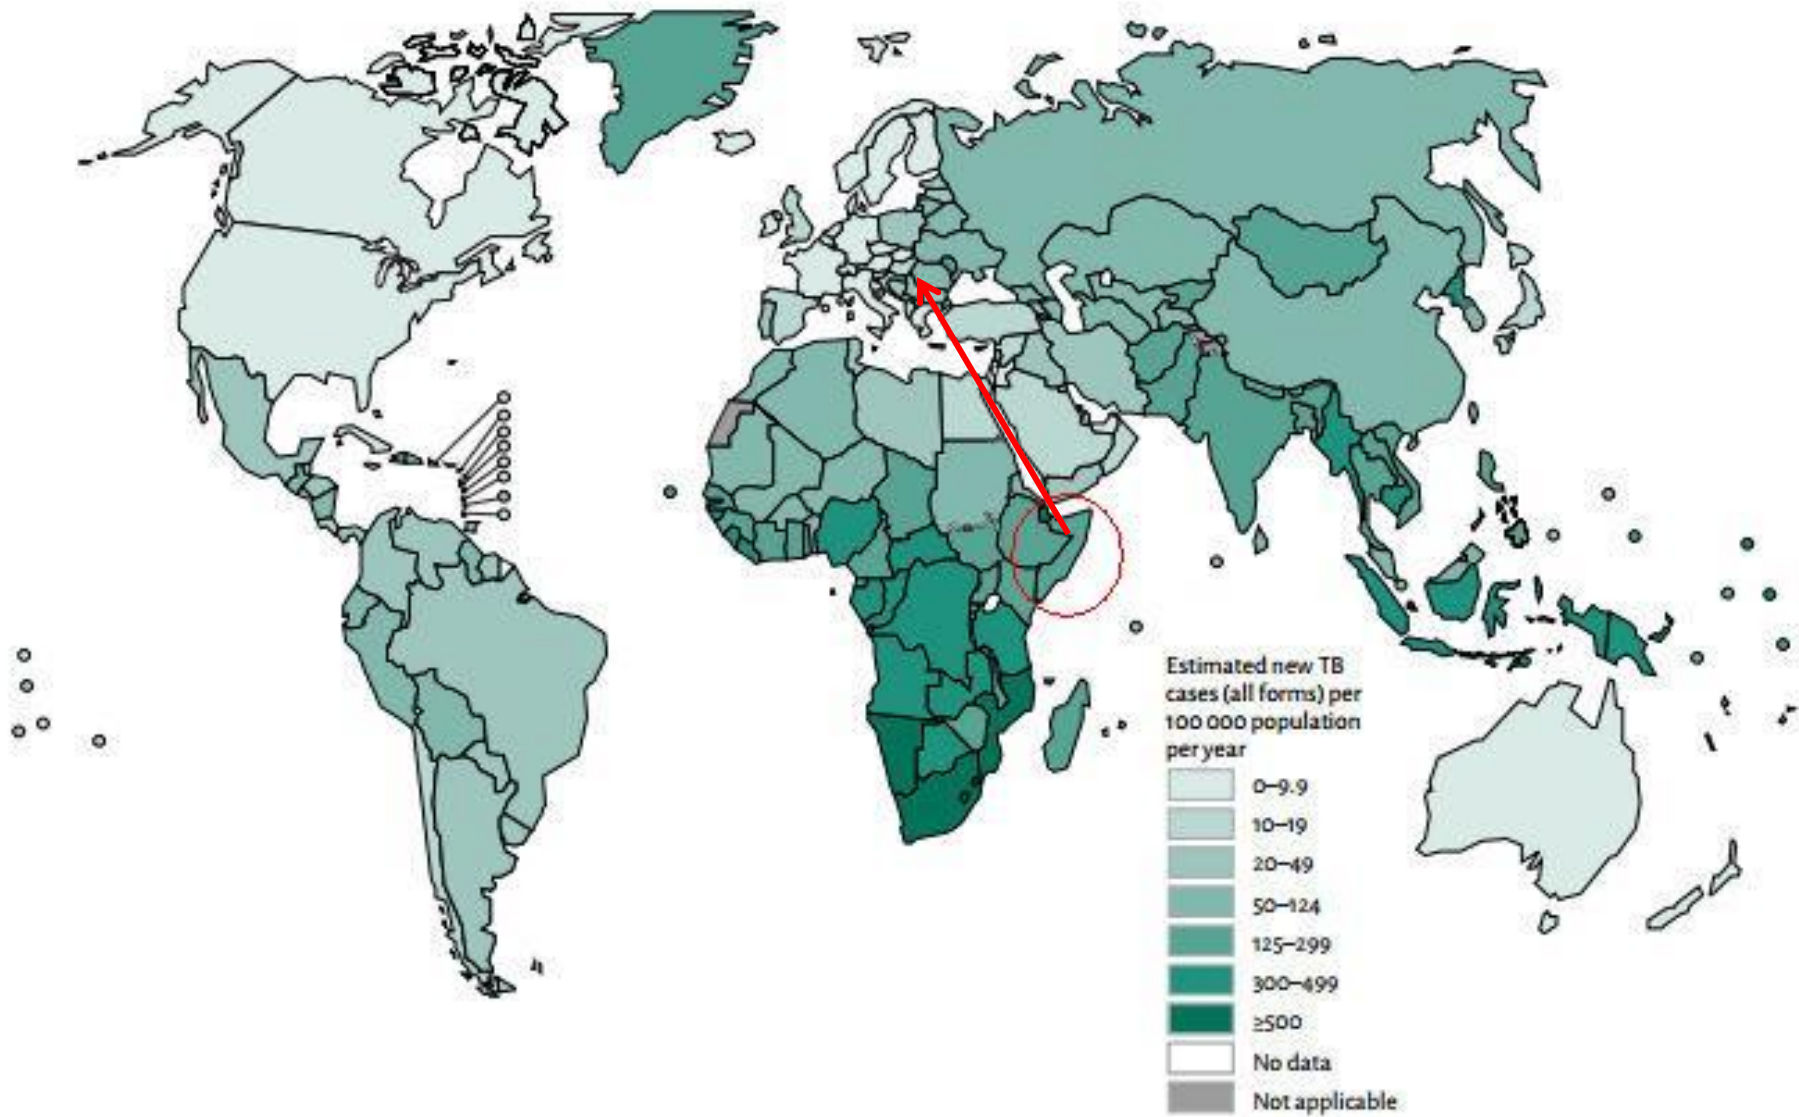 Estimated new TB
cases (all forms) per
100 000 population
per year
0–9.9
10–19
20–49
50–124
125–299
300–499
≥500
No data
Not applicable